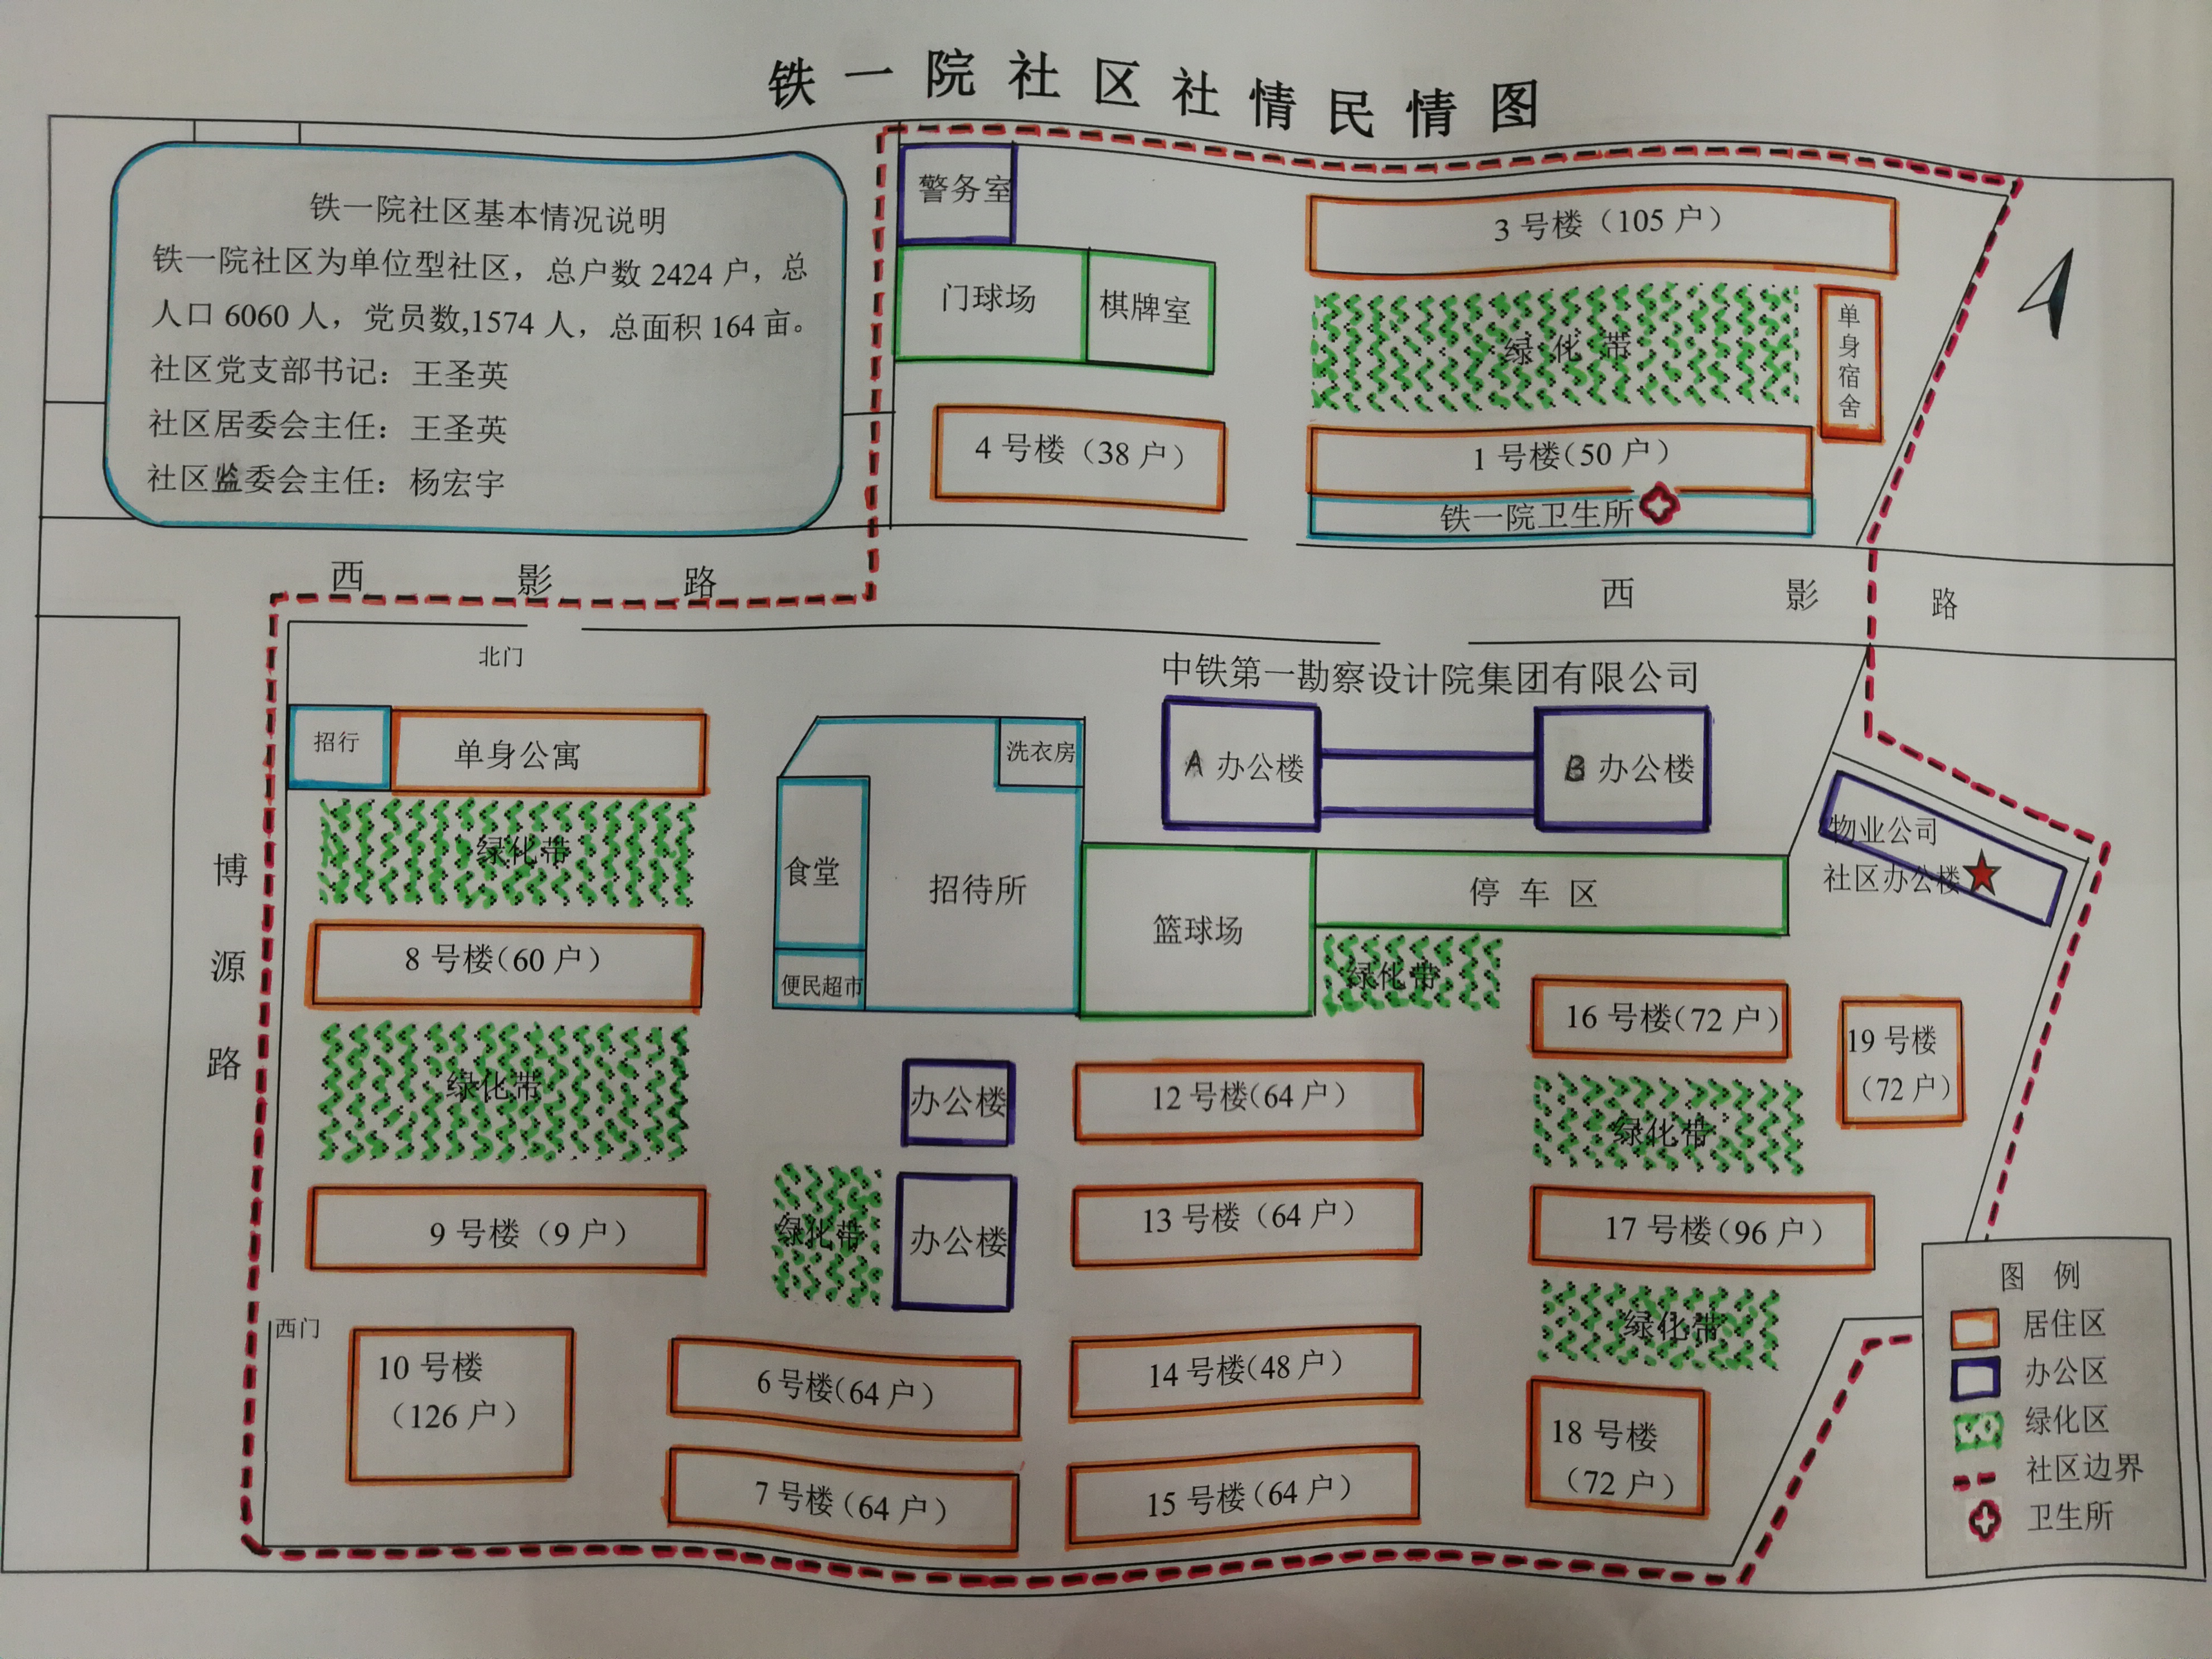 铁一院社区社情民情图
铁一院社区基本情况说明
铁一院社区为单位型社区，总户数 2424 户，总
人口 6060 人，党员数,1574 人，总面积 164 亩。
社区党支部书记：王圣英
社区居委会主任：王圣英
社区监委会主任：杨宏宇
警务室
门球场
棋牌室
3 号楼（105 户）
绿化带
单身宿舍
4 号楼（38 户）
1 号楼(50 户)
铁一院卫生所
西影路
西影路
博源路
北门
招行
单身公寓
绿化带
8 号楼(60 户)
绿化带
9 号楼（9 户）
西门
10 号楼
（126 户）
洗衣房
食堂
招待所
便民超市
中铁第一勘察设计院集团有限公司
A 办公楼
B 办公楼
篮球场
停车区
绿化带
物业公司
社区办公楼
办公楼
绿化带
办公楼
12 号楼(64 户)
13 号楼（64 户）
6 号楼(64 户)
14 号楼(48 户)
7 号楼(64 户)
15 号楼(64 户)
16 号楼(72 户)
19 号楼
（72 户）
绿化带
17 号楼(96 户)
绿化带
18 号楼
（72 户）
图 例
居住区
办公区
绿化区
社区边界
卫生所